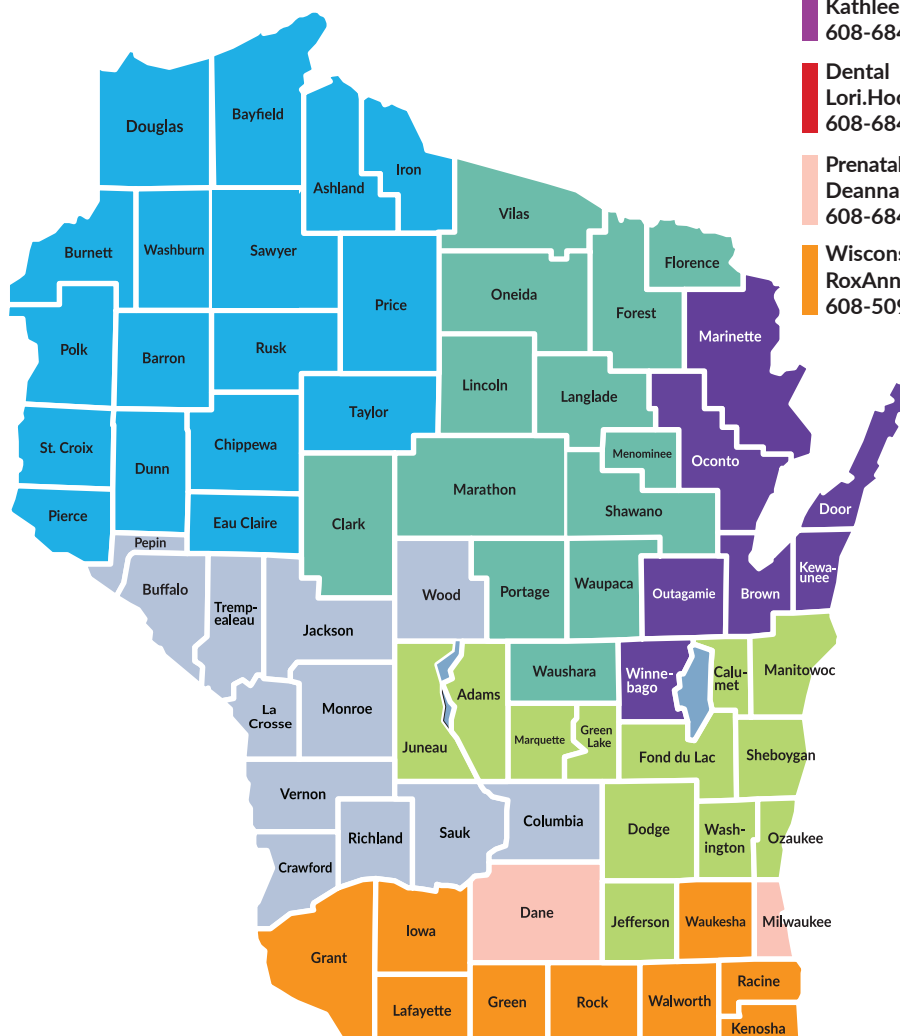 Kathlee
608-684
Dental
Lori.Hoo
608-684
Prenatal
Deanna
608-684
Wiscons
RoxAnn
608-509
Douglas
Bayfield
Ashland
Iron
Vilas
Burnett
Washburn
Sawyer
Price
Oneida
Florence
Forest
Marinette
Polk
Barron
Rusk
Lincoln
Langlade
Taylor
St. Croix
Dunn
Chippewa
Marathon
Menominee
Oconto
Pierce
Eau Claire
Clark
Shawano
Door
Pepin
Buffalo
Tremp-
ealeau
Jackson
Wood
Portage
Waupaca
Outagamie
Brown
Kewa-
unee
La
Crosse
Monroe
Juneau
Adams
Waushara
Winne-
bago
Calu-
met
Manitowoc
Marquette
Green
Lake
Fond du Lac
Sheboygan
Vernon
Richland
Sauk
Columbia
Dodge
Wash-
ington
Ozaukee
Crawford
Grant
Iowa
Dane
Jefferson
Waukesha
Milwaukee
Lafayette
Green
Rock
Walworth
Racine
Kenosha